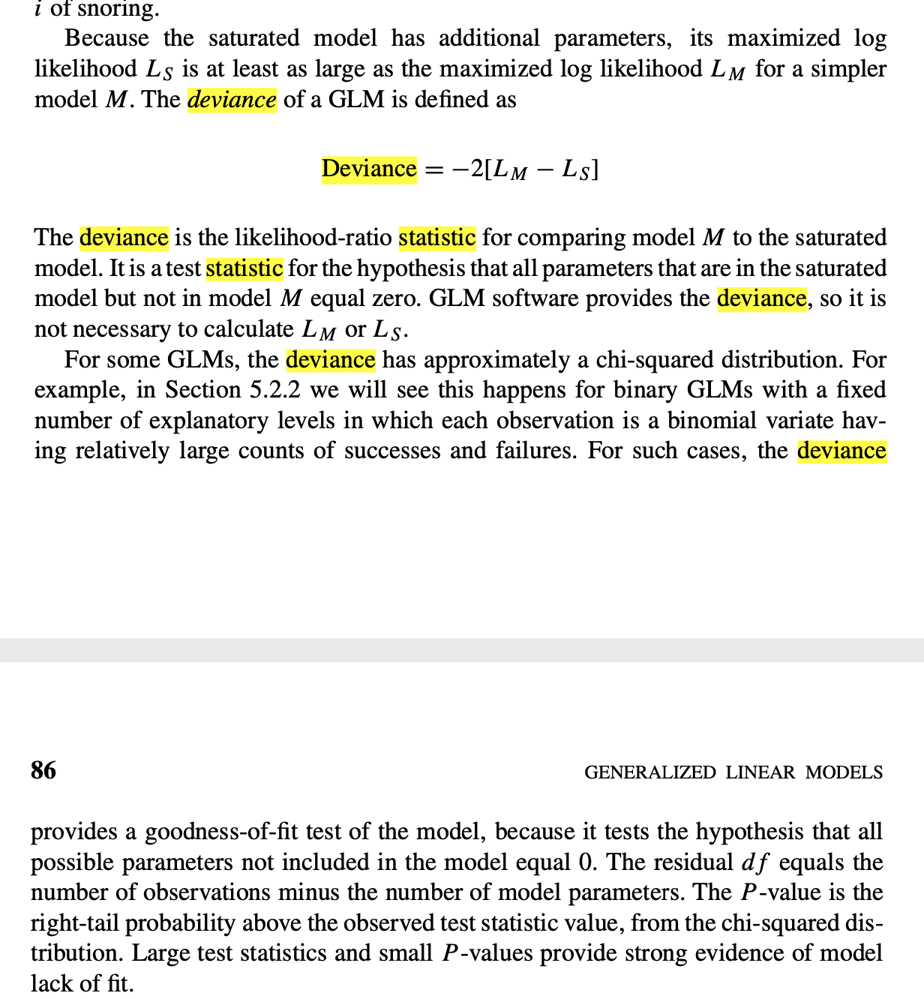 i of snoring.
Because the saturated model has additional parameters, its maximized log
likelihood L_S is at least as large as the maximized log likelihood L_M for a simpler
model M. The deviance of a GLM is defined as
Deviance = −2[L_M − L_S]
The deviance is the likelihood-ratio statistic for comparing model M to the saturated
model. It is a test statistic for the hypothesis that all parameters that are in the saturated
model but not in model M equal zero. GLM software provides the deviance, so it is
not necessary to calculate L_M or L_S.
For some GLMs, the deviance has approximately a chi-squared distribution. For
example, in Section 5.2.2 we will see this happens for binary GLMs with a fixed
number of explanatory levels in which each observation is a binomial variate hav-
ing relatively large counts of successes and failures. For such cases, the deviance
86 GENERALIZED LINEAR MODELS
provides a goodness-of-fit test of the model, because it tests the hypothesis that all
possible parameters not included in the model equal 0. The residual df equals the
number of observations minus the number of model parameters. The P-value is the
right-tail probability above the observed test statistic value, from the chi-squared dis-
tribution. Large test statistics and small P-values provide strong evidence of model
lack of fit.